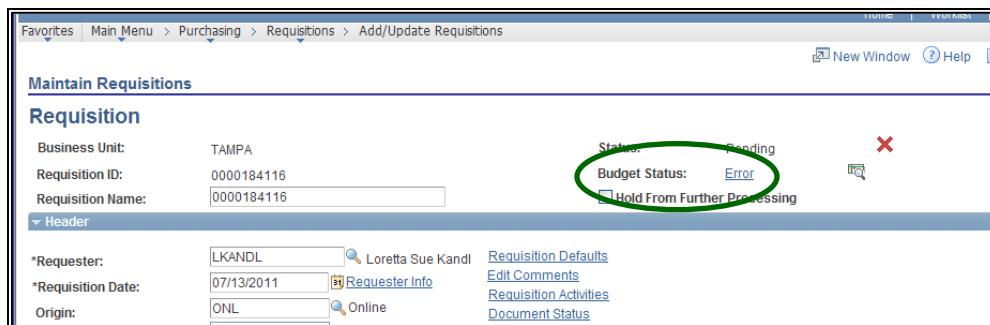 Home | Worklist
Favorites | Main Menu > Purchasing > Requisitions > Add/Update Requisitions
New Window Help
Maintain Requisitions
Requisition
Business Unit: TAMPA Status: Pending
Requisition ID: 0000184116 Budget Status: Error
Requisition Name: 0000184116 Hold From Further Processing
Header
*Requester: LKANDL Loretta Sue Kandl Requisition Defaults
*Requisition Date: 07/13/2011 Requester Info Edit Comments
Requisition Activities
Origin: ONL Online Document Status